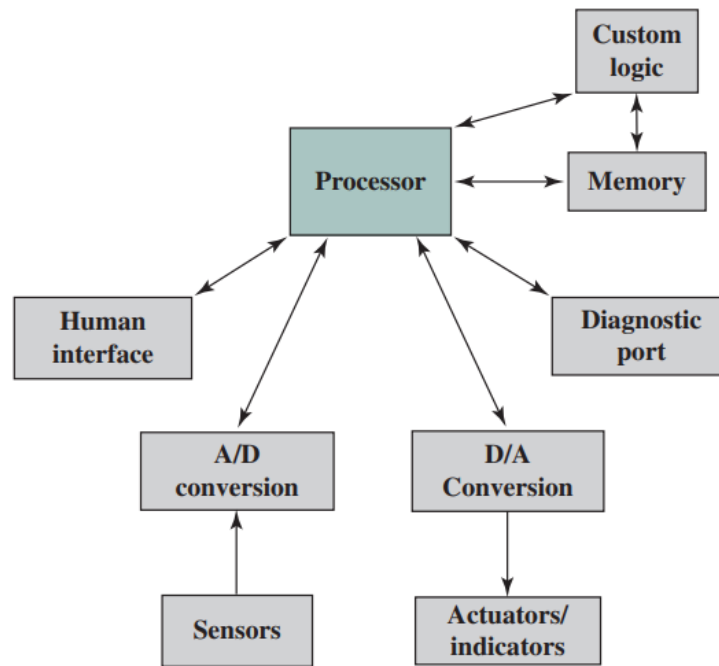 Custom
logic
Processor
Memory
Human
interface
Diagnostic
port
A/D
conversion
D/A
Conversion
Sensors
Actuators/
indicators